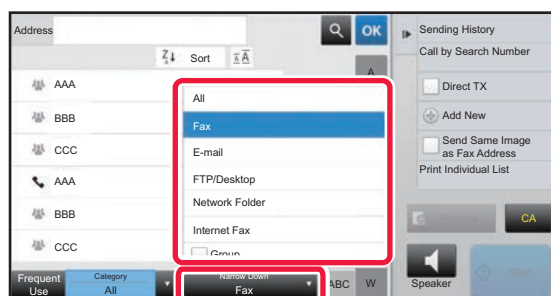 Address
OK
Sending History
Call by Search Number
Sort
A
AAA
All
Direct TX
BBB
Fax
Add New
CCC
E-mail
Send Same Image
as Fax Address
AAA
FTP/Desktop
Print Individual List
BBB
Network Folder
Internet Fax
Preview
CA
CCC
Group
Frequent
Use
Category
All
Narrow Down
Fax
ABC
W
Speaker
Start